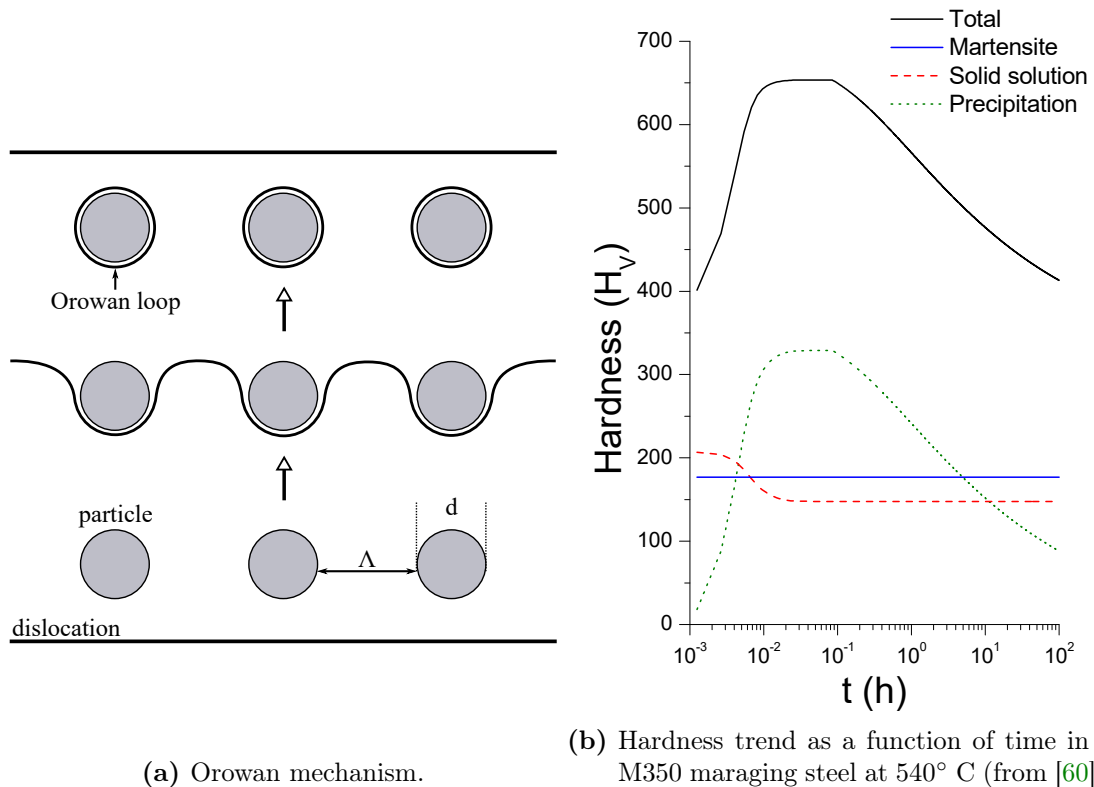 Orowan loop
particle
d
Λ
dislocation
(a) Orowan mechanism.
Total
Martensite
Solid solution
Precipitation
700
600
500
400
300
200
100
0
Hardness (H_V)
10⁻³ 10⁻² 10⁻¹ 10⁰ 10¹ 10²
t (h)
(b) Hardness trend as a function of time in
M350 maraging steel at 540° C (from [60]